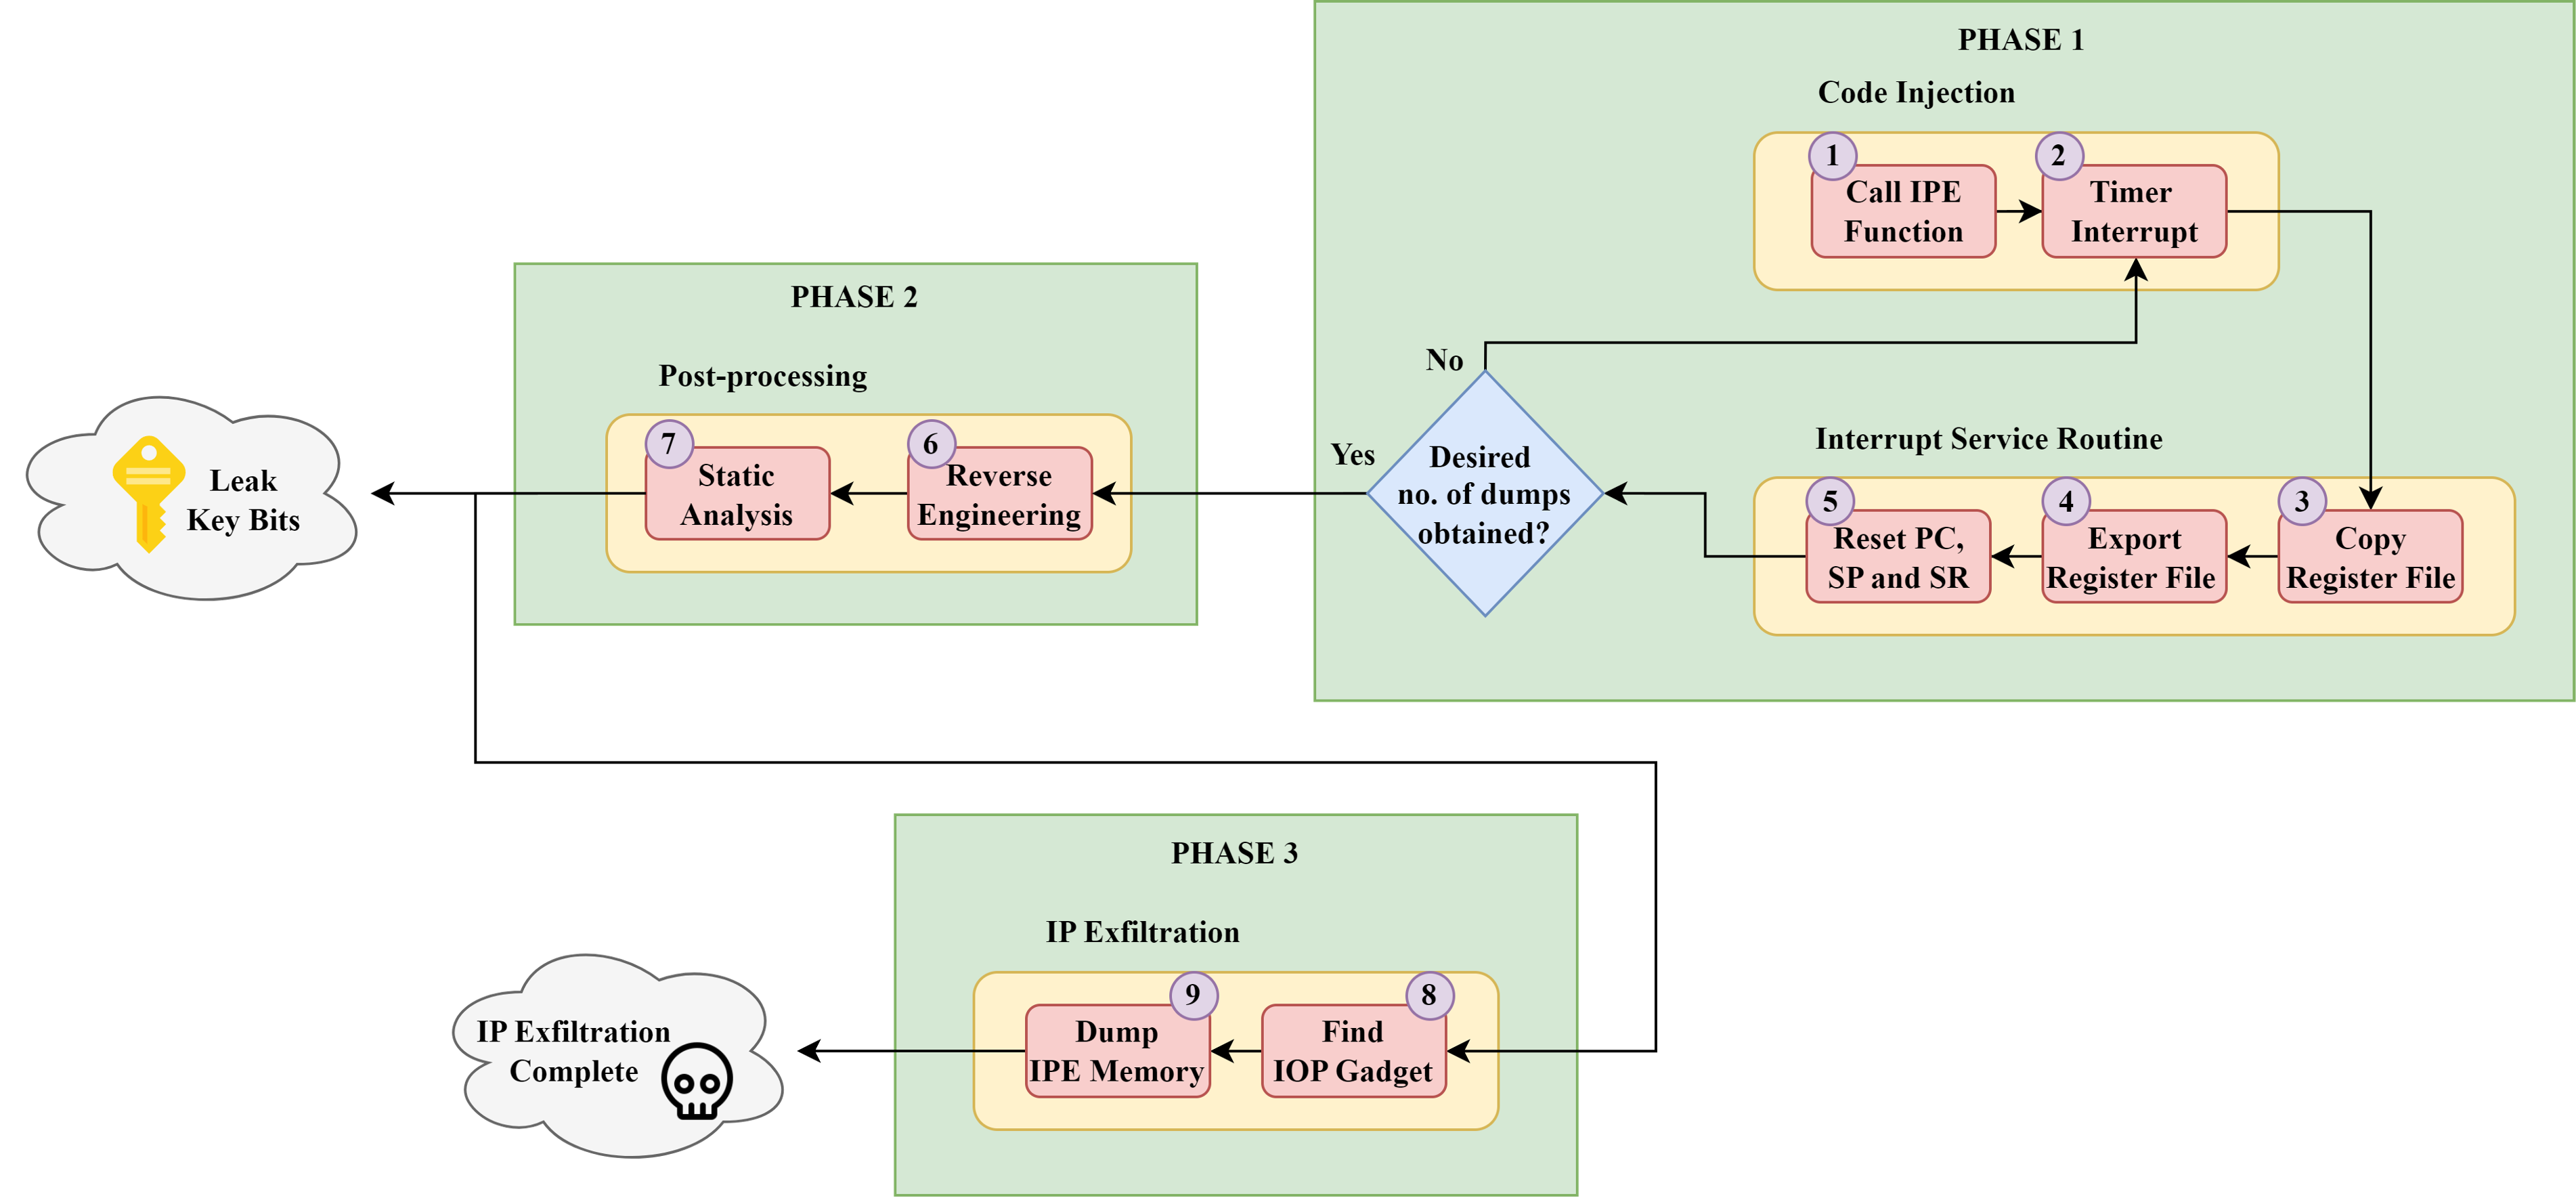 PHASE 1
Code Injection
1
Call IPE
Function
2
Timer
Interrupt
Interrupt Service Routine
3
Copy
Register File
4
Export
Register File
5
Reset PC,
SP and SR
Desired
no. of dumps
obtained?
No
Yes
PHASE 2
Post-processing
6
Reverse
Engineering
7
Static
Analysis
Leak
Key Bits
PHASE 3
IP Exfiltration
8
Find
IOP Gadget
9
Dump
IPE Memory
IP Exfiltration
Complete